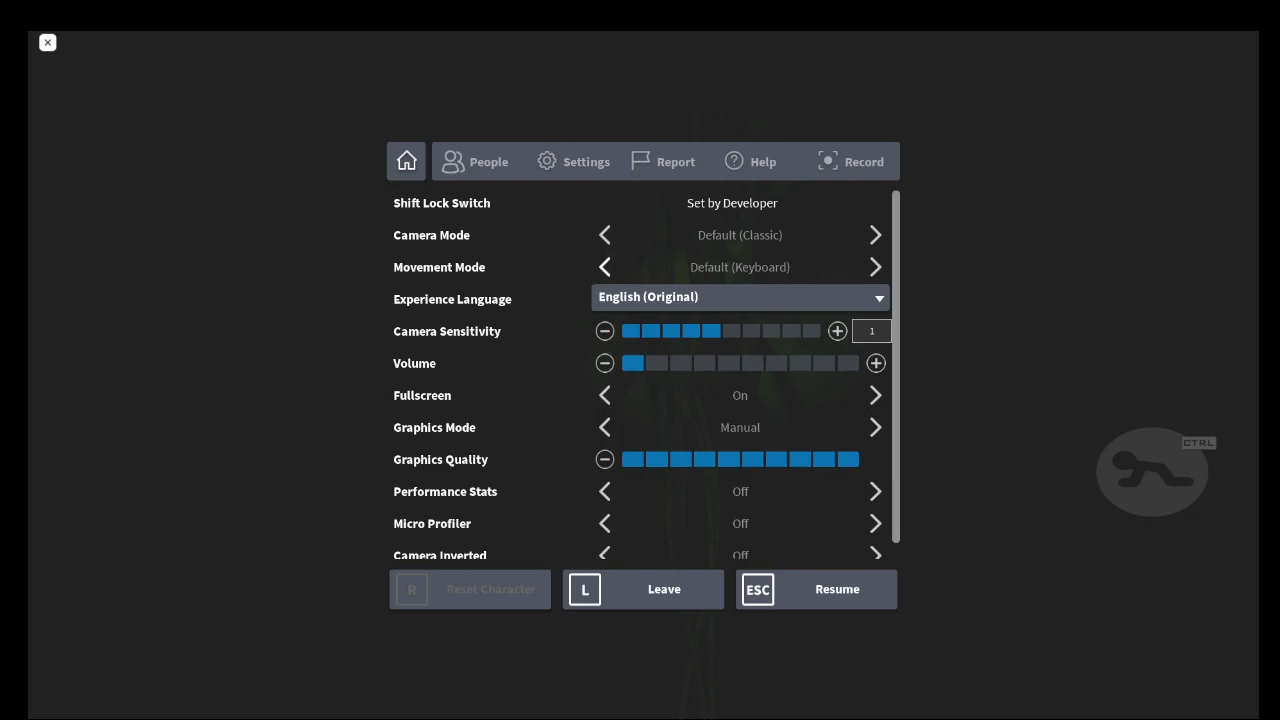 People Settings Report Help Record
Shift Lock Switch Set by Developer
Camera Mode Default (Classic)
Movement Mode Default (Keyboard)
Experience Language English (Original)
Camera Sensitivity 1
Volume
Fullscreen On
Graphics Mode Manual
Graphics Quality
Performance Stats Off
Micro Profiler Off
Camera Inverted Off
R Reset Character L Leave ESC Resume
CTRL